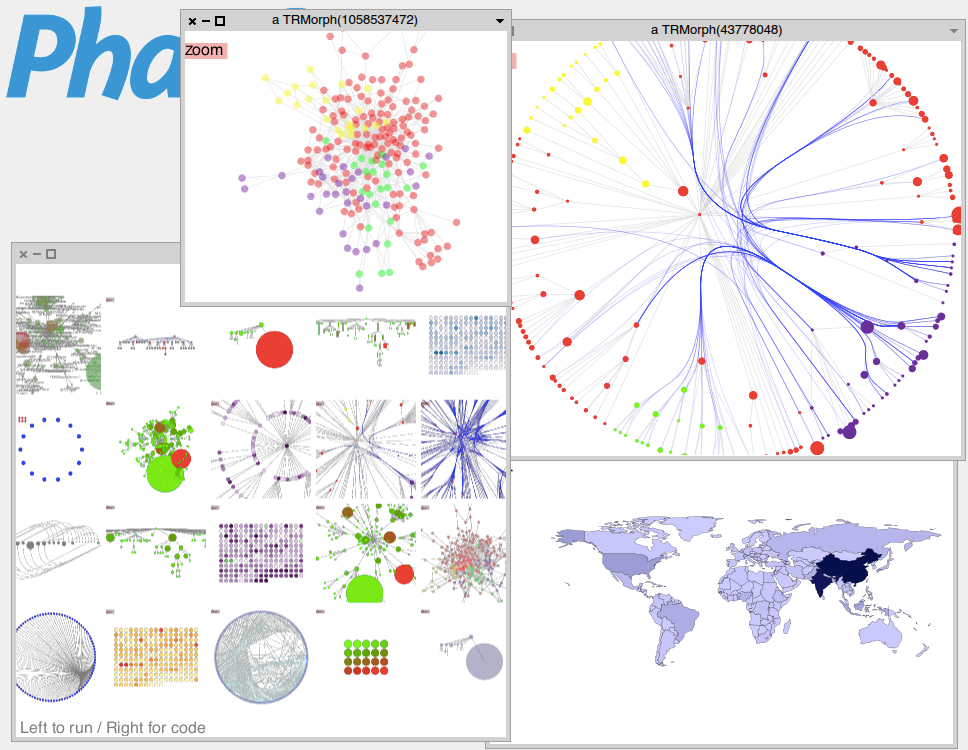 Pha
a TRMorph(1058537472)
a TRMorph(43778048)
zoom
Left to run / Right for code